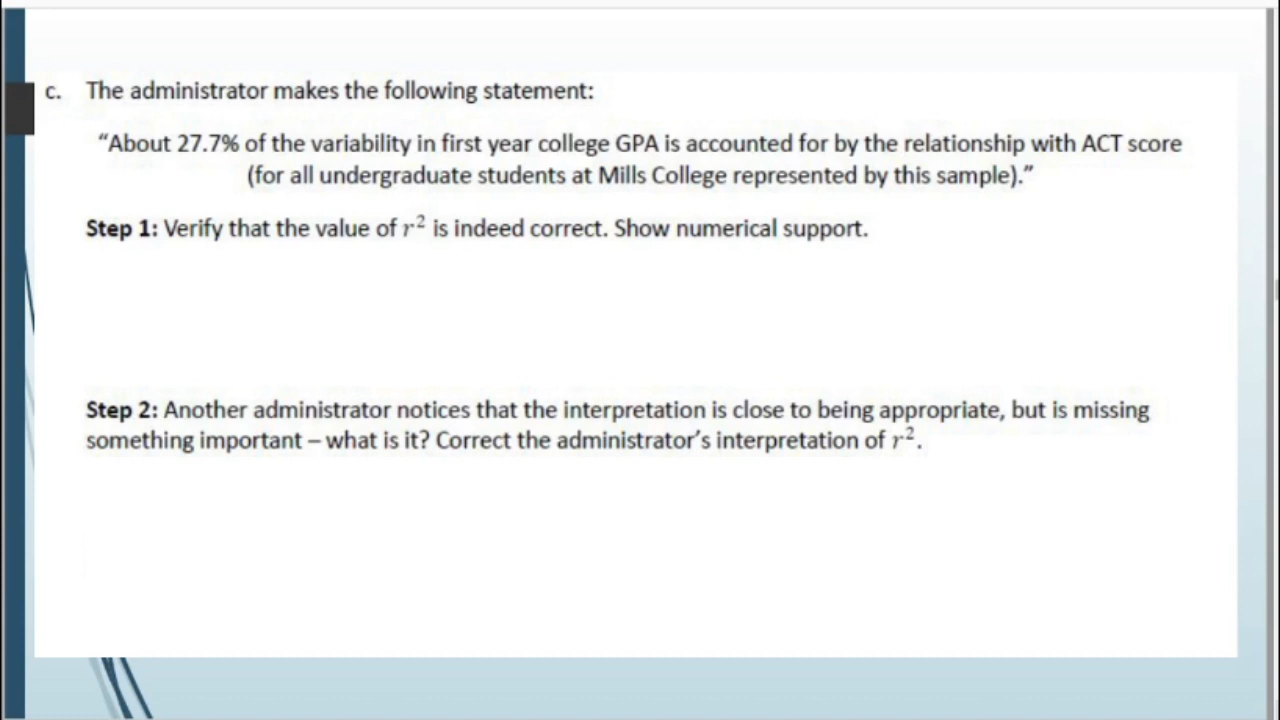 c. The administrator makes the following statement:
“About 27.7% of the variability in first year college GPA is accounted for by the relationship with ACT score
(for all undergraduate students at Mills College represented by this sample).”
Step 1: Verify that the value of r² is indeed correct. Show numerical support.
Step 2: Another administrator notices that the interpretation is close to being appropriate, but is missing
something important – what is it? Correct the administrator’s interpretation of r².